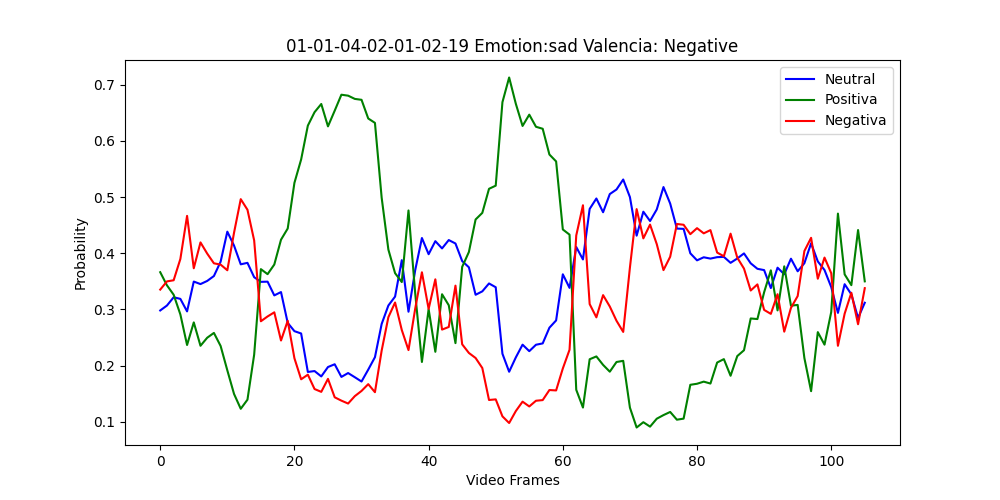 01-01-04-02-01-02-19 Emotion:sad Valencia: Negative
Neutral
Positiva
Negativa
Probability
0.7
0.6
0.5
0.4
0.3
0.2
0.1
0 20 40 60 80 100
Video Frames